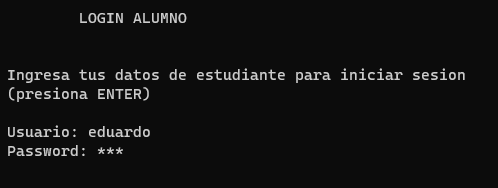 LOGIN ALUMNO
Ingresa tus datos de estudiante para iniciar sesion
(presiona ENTER)
Usuario: eduardo
Password: ***